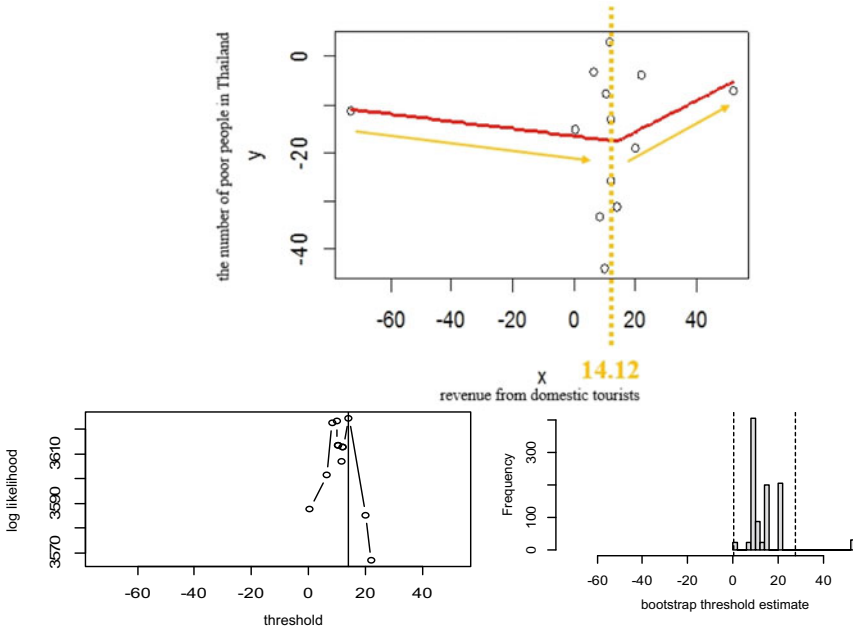 the number of poor people in Thailand
y
0
-20
-40
-60 -40 -20 0 20 40
x 14.12
revenue from domestic tourists
log likelihood
3610
3590
3570
-60 -40 -20 0 20 40
threshold
Frequency
300
100
0
-60 -40 -20 0 20 40
bootstrap threshold estimate